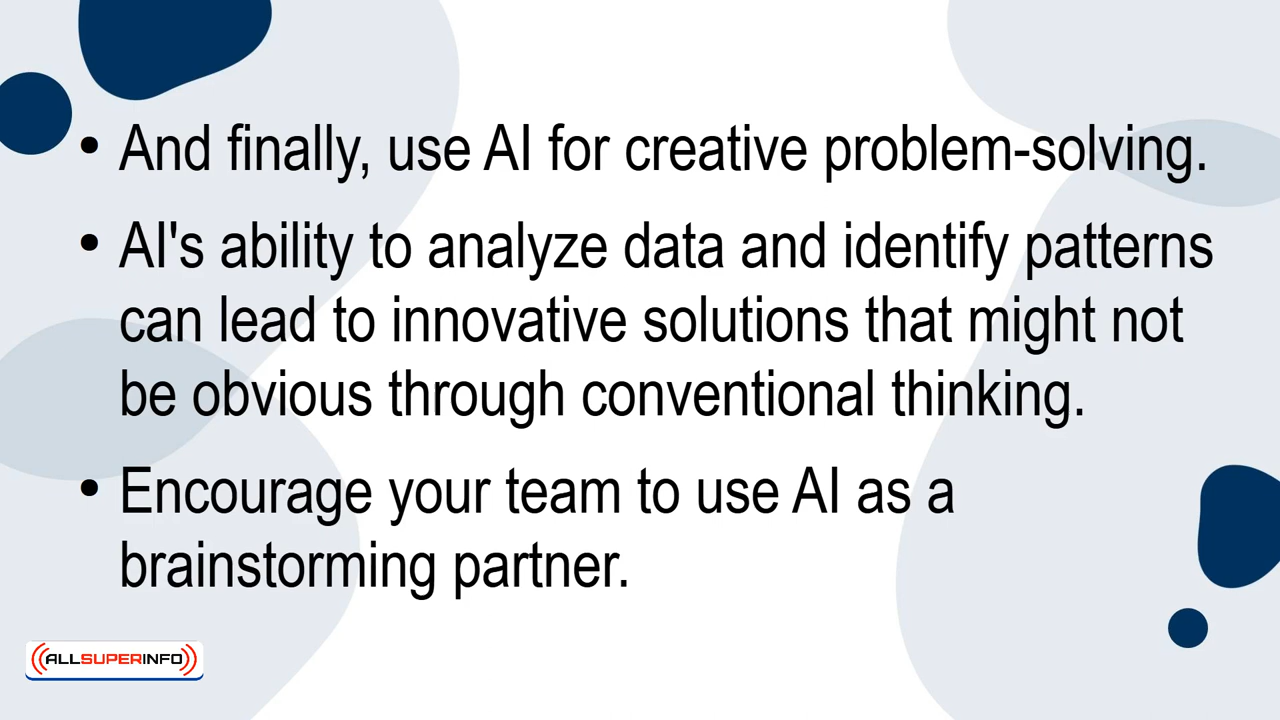 • And finally, use AI for creative problem-solving.
• AI's ability to analyze data and identify patterns
can lead to innovative solutions that might not
be obvious through conventional thinking.
• Encourage your team to use AI as a
brainstorming partner.
ALLSUPERINFO